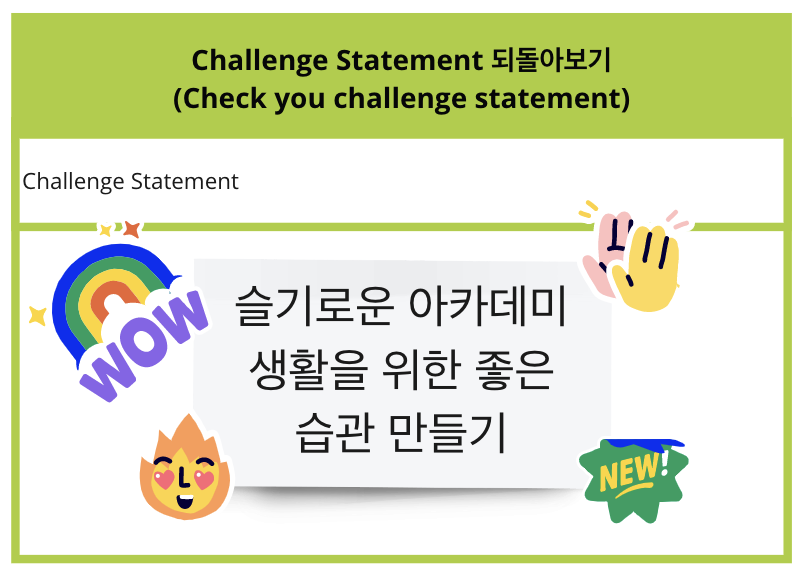 Challenge Statement 되돌아보기
(Check you challenge statement)
Challenge Statement
WOW
슬기로운 아카데미
생활을 위한 좋은
습관 만들기
NEW!